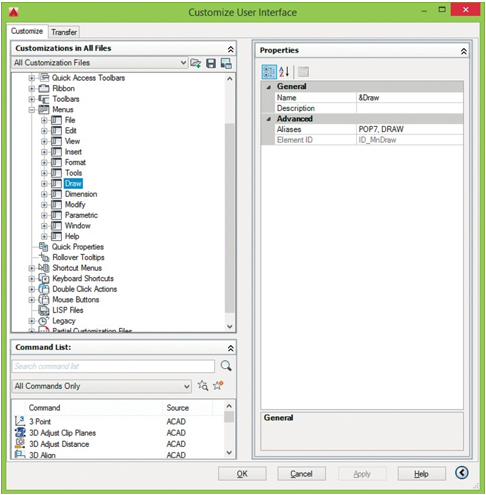 Customize User Interface
Customize
Transfer
Customizations in All Files
All Customization Files
Quick Access Toolbars
Ribbon
Toolbars
Menus
File
Edit
View
Insert
Format
Tools
Draw
Dimension
Modify
Parametric
Window
Help
Quick Properties
Rollover Tooltips
Shortcut Menus
Keyboard Shortcuts
Double Click Actions
Mouse Buttons
LISP Files
Legacy
Partial Customization Files
Command List:
Search command list
All Commands Only
Command Source
3 Point ACAD
3D Adjust Clip Planes ACAD
3D Adjust Distance ACAD
3D Align ACAD
Properties
General
Name &Draw
Description
Advanced
Aliases POP7, DRAW
Element ID ID_MnDraw
General
OK Cancel Apply Help